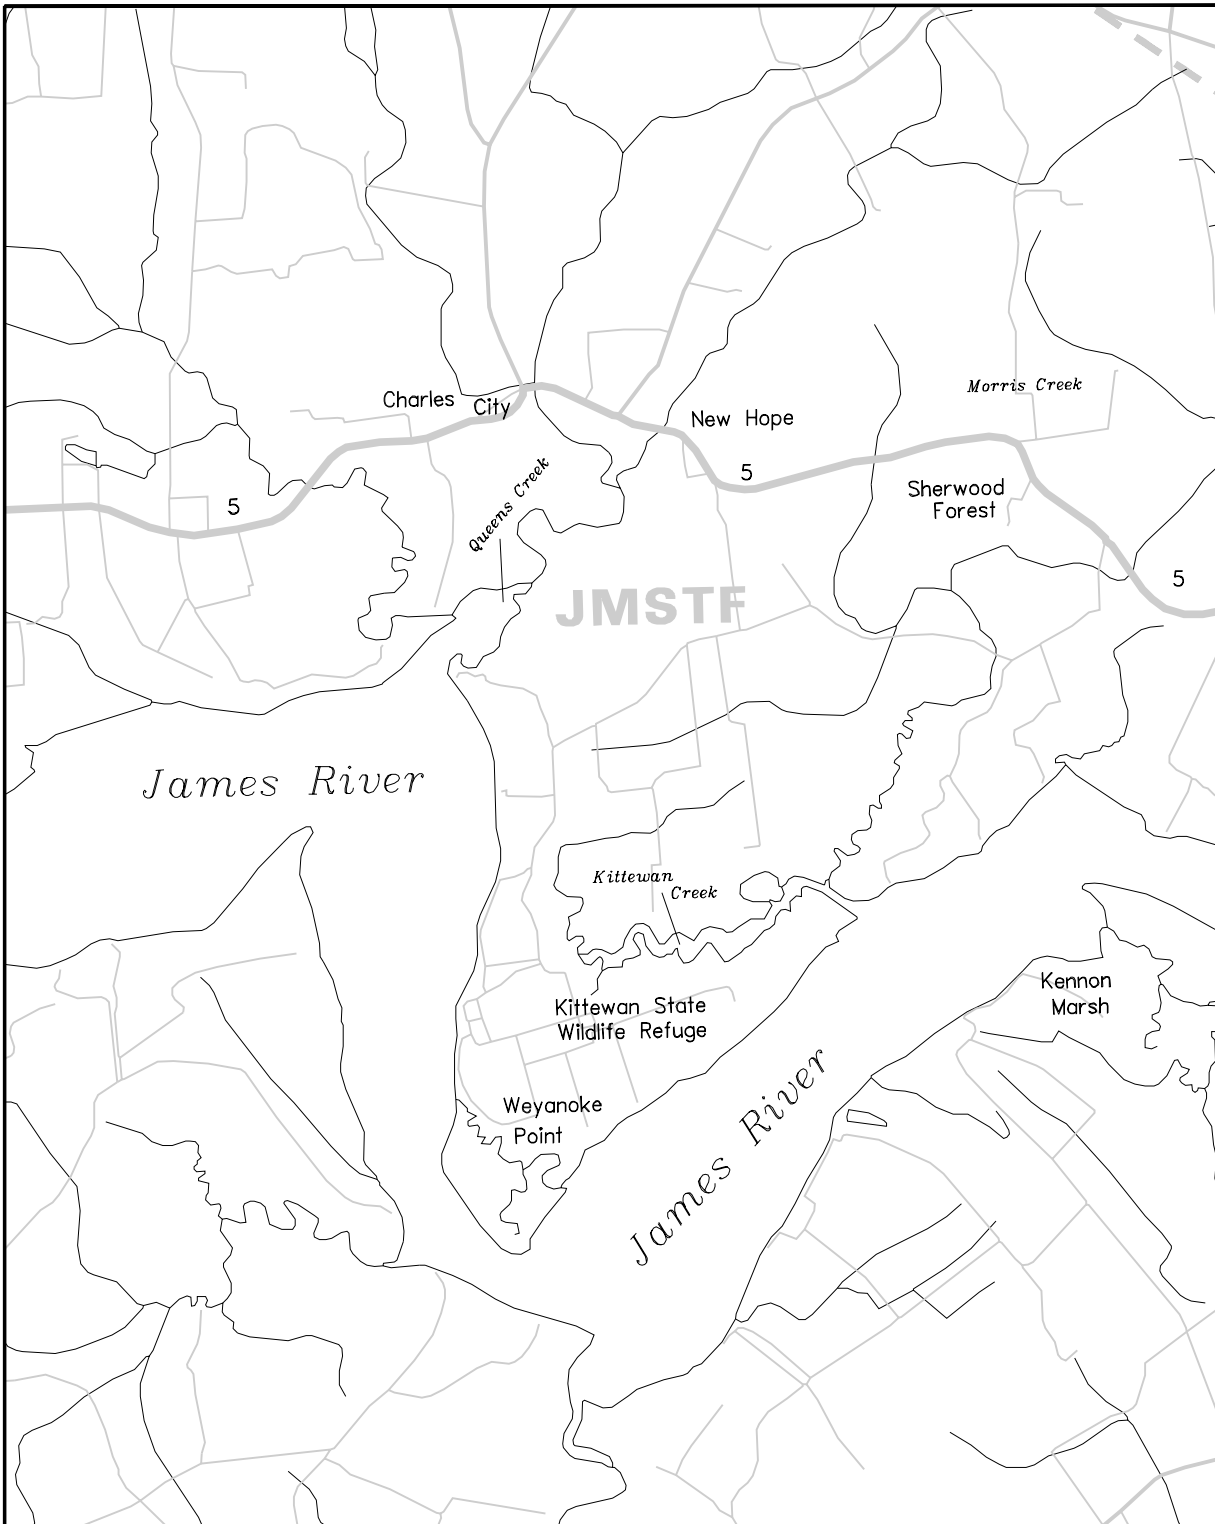 Morris Creek
Charles City
New Hope
5
Sherwood
Forest
5
Queens Creek
5
JMSTF
James River
Kittewan
Creek
Kittewan State
Wildlife Refuge
Kennon
Marsh
Weyanoke
Point
James River